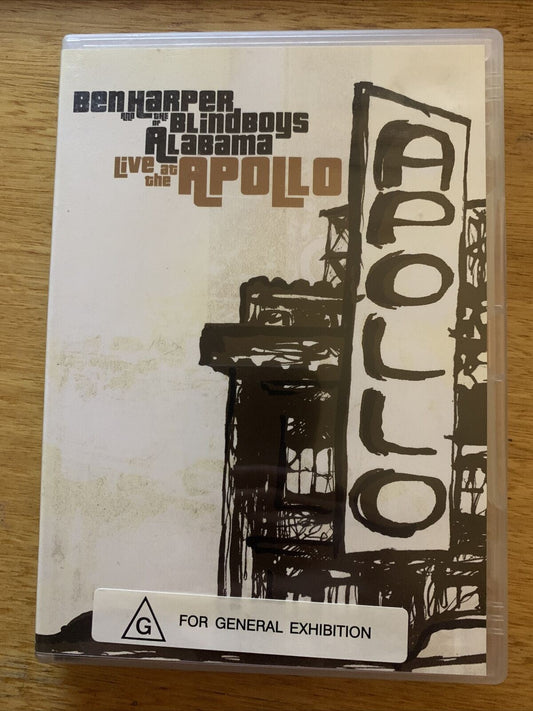 Ben Harper
and the
of Blind Boys
Alabama
Live at
the Apollo
APOLLO
G FOR GENERAL EXHIBITION